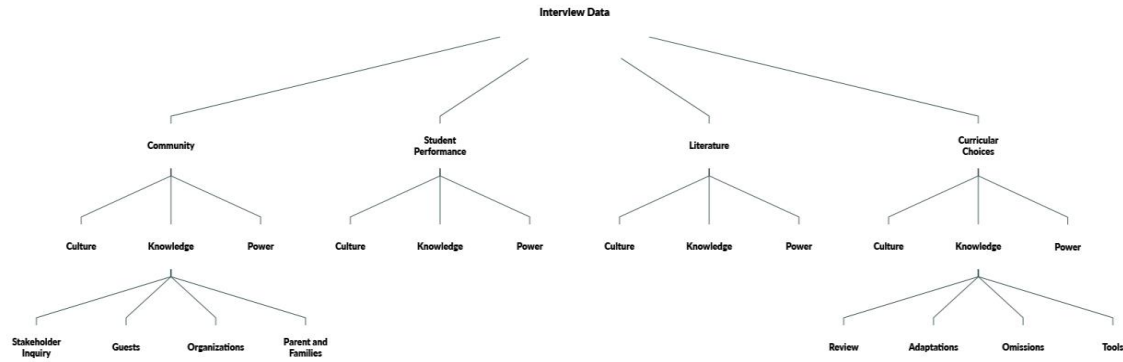 Interview Data
Community
Student
Performance
Literature
Curricular
Choices
Culture
Knowledge
Power
Culture
Knowledge
Power
Culture
Knowledge
Power
Culture
Knowledge
Power
Stakeholder
Inquiry
Guests
Organizations
Parent and
Families
Review
Adaptations
Omissions
Tools